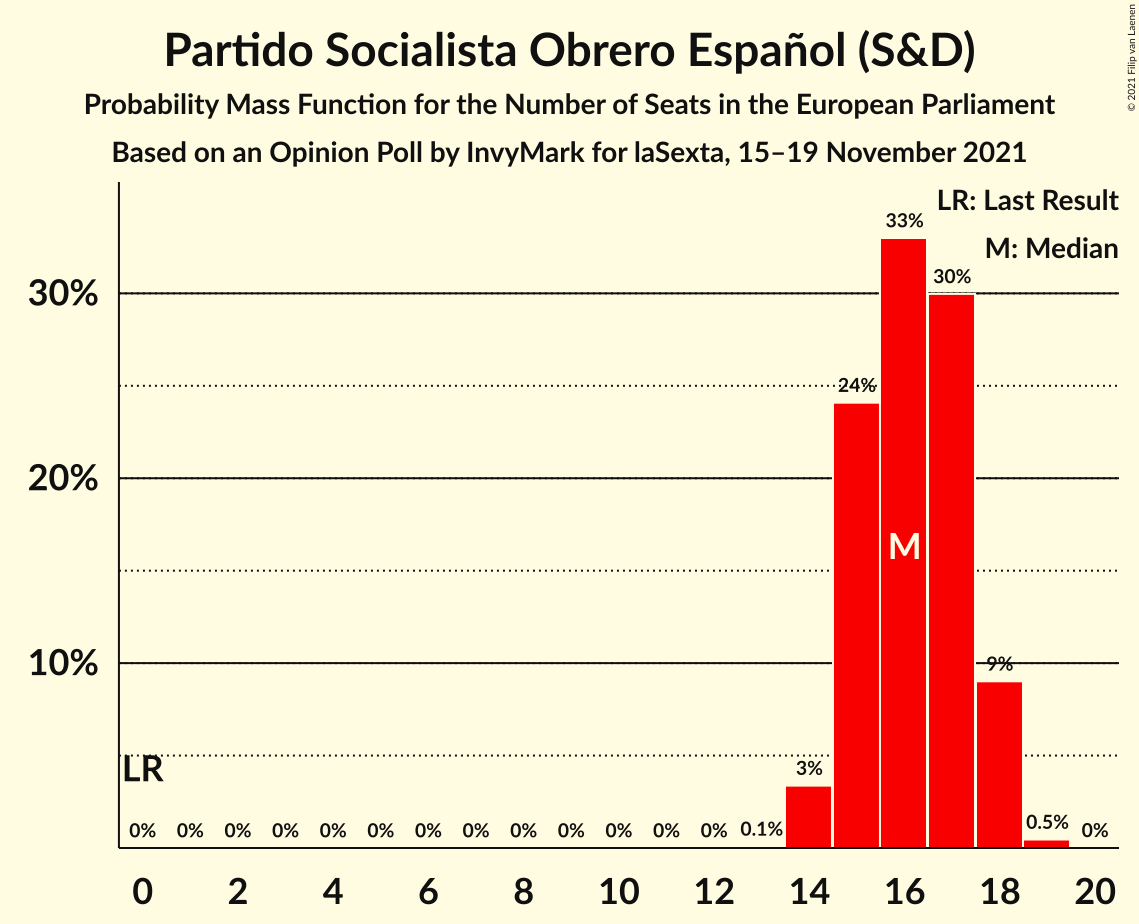 Partido Socialista Obrero Español (S&D)
Probability Mass Function for the Number of Seats in the European Parliament
Based on an Opinion Poll by InvyMark for laSexta, 15–19 November 2021
© 2021 Filip van Laenen
LR: Last Result
M: Median
33%
30%
30%
24%
20%
M
10%
9%
LR
3%
0% 0% 0% 0% 0% 0% 0% 0% 0% 0% 0% 0% 0% 0.1% 0.5% 0%
0 2 4 6 8 10 12 14 16 18 20